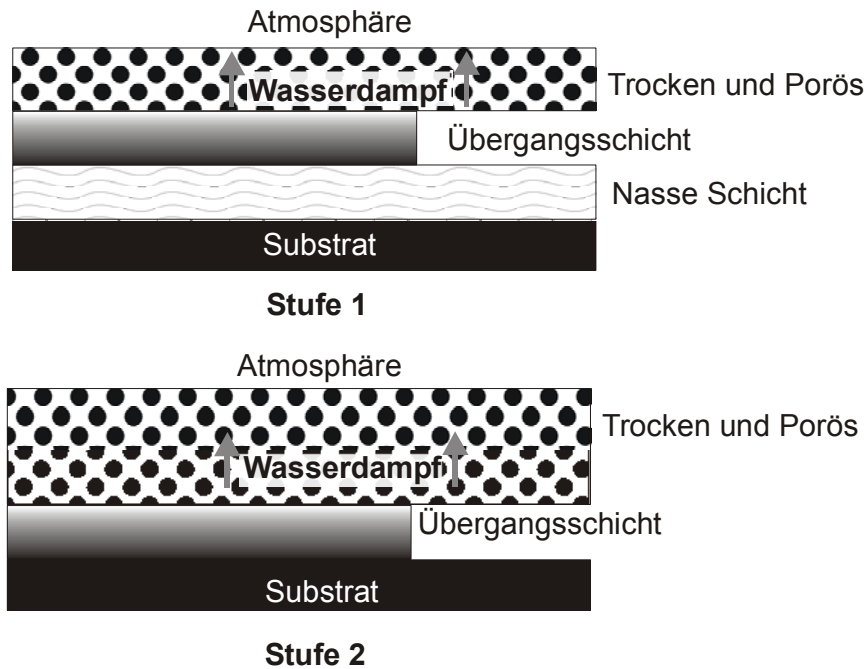 Atmosphäre
Wasserdampf
Trocken und Porös
Übergangsschicht
Nasse Schicht
Substrat
Stufe 1
Atmosphäre
Trocken und Porös
Wasserdampf
Übergangsschicht
Substrat
Stufe 2